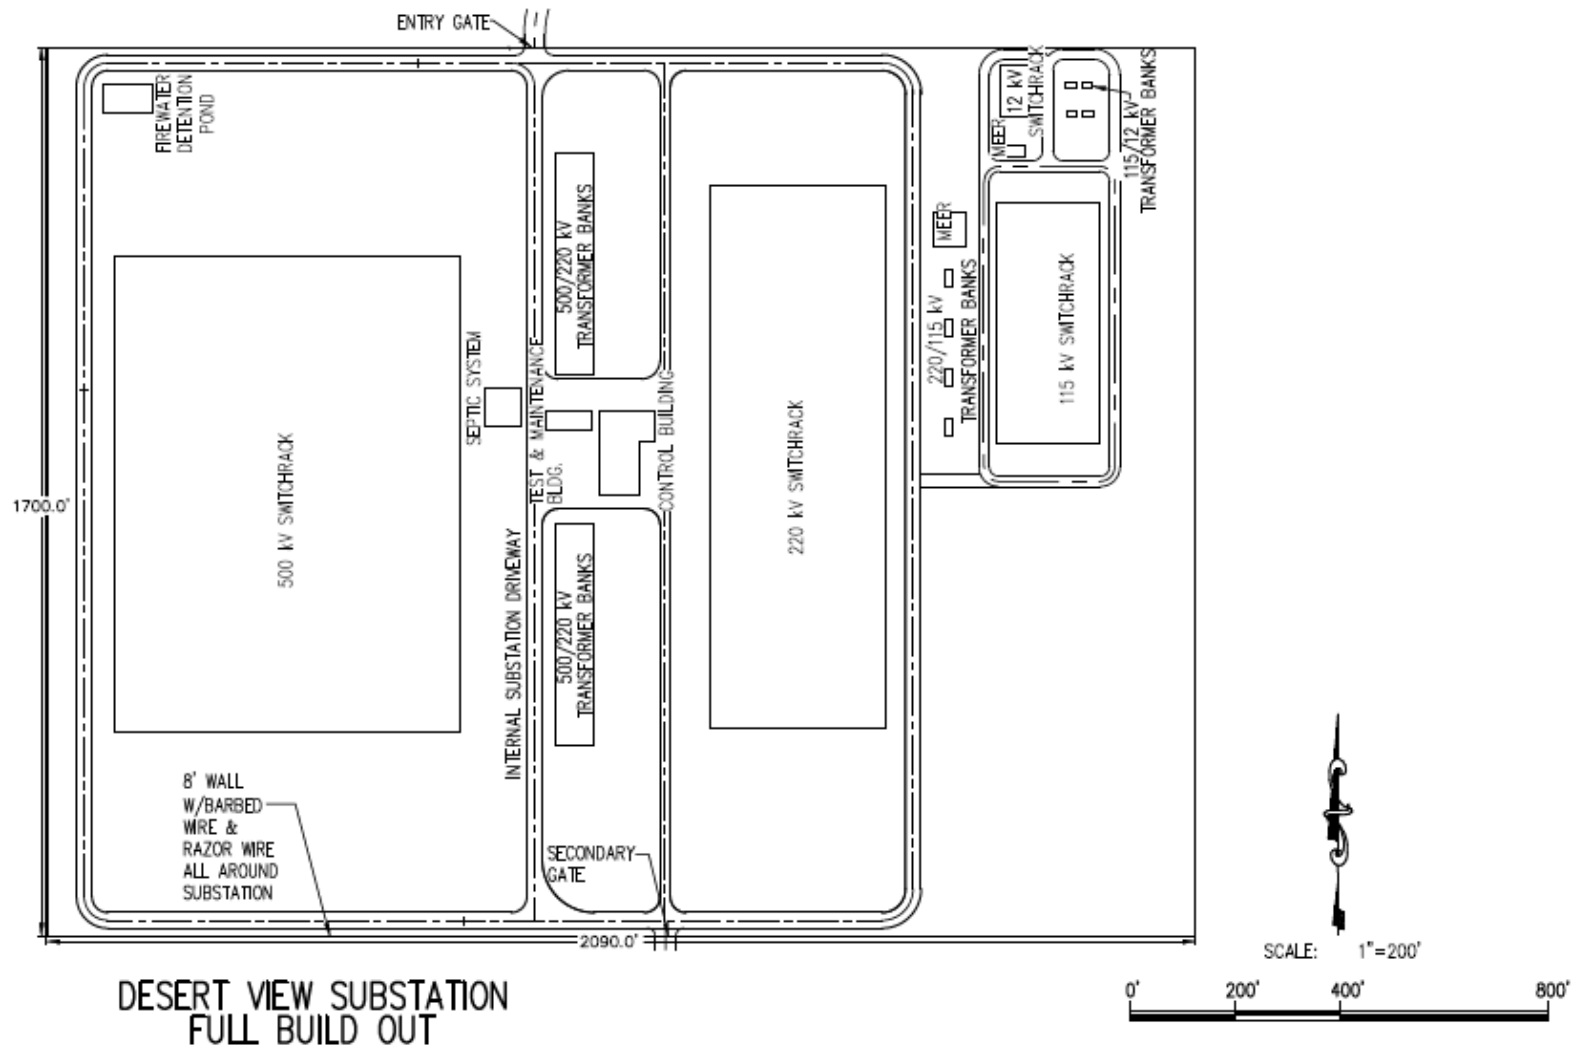 ENTRY GATE
FIREWATER
DETENTION
POND
12 kV
SWITCHRACK
MEER
115/12 kV
TRANSFORMER BANKS
500/220 kV
TRANSFORMER BANKS
MEER
220/115 kV
TRANSFORMER BANKS
115 kV SWITCHRACK
SEPTIC SYSTEM
TEST & MAINTENANCE
BLDG.
CONTROL BUILDING
500 kV SWITCHRACK
220 kV SWITCHRACK
1700.0'
INTERNAL SUBSTATION DRIVEWAY
500/220 kV
TRANSFORMER BANKS
8' WALL
W/BARBED
WIRE &
RAZOR WIRE
ALL AROUND
SUBSTATION
SECONDARY
GATE
2090.0'
SCALE: 1"=200'
0' 200' 400' 800'
DESERT VIEW SUBSTATION
FULL BUILD OUT